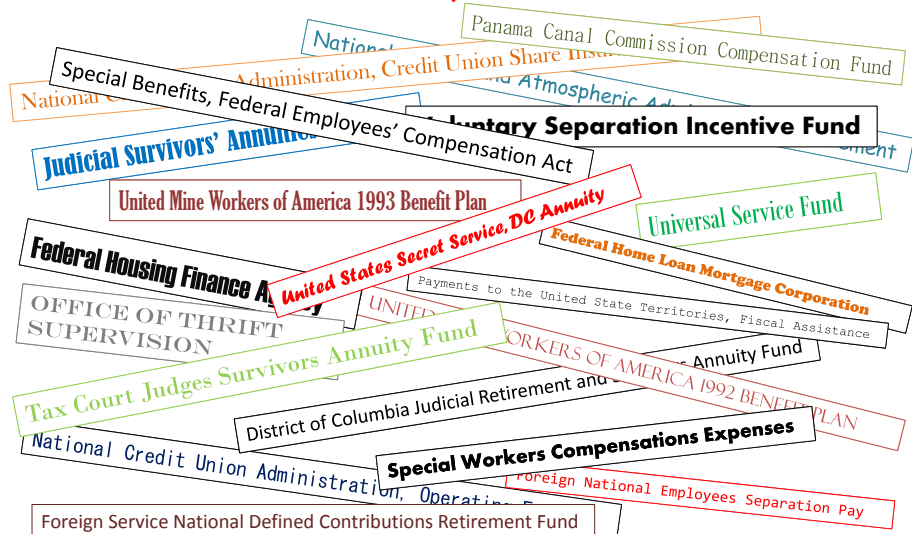 Panama Canal Commission Compensation Fund
National
and Atmospheric
National Administration, Credit Union Share
Special Benefits, Federal Employees’ Compensation Act
Voluntary Separation Incentive Fund
Judicial Survivors’ Annuities
United Mine Workers of America 1993 Benefit Plan
United States Secret Service, DC Annuity
Universal Service Fund
Federal Housing Finance Agency
Federal Home Loan Mortgage Corporation
Payments to the United State Territories, Fiscal Assistance
OFFICE OF THRIFT
SUPERVISION
UNITED WORKERS OF AMERICA 1992 BENEFIT PLAN
Tax Court Judges Survivors Annuity Fund
District of Columbia Judicial Retirement and Annuity Fund
National Credit Union Administration, Operating
Special Workers Compensations Expenses
Foreign National Employees Separation Pay
Foreign Service National Defined Contributions Retirement Fund